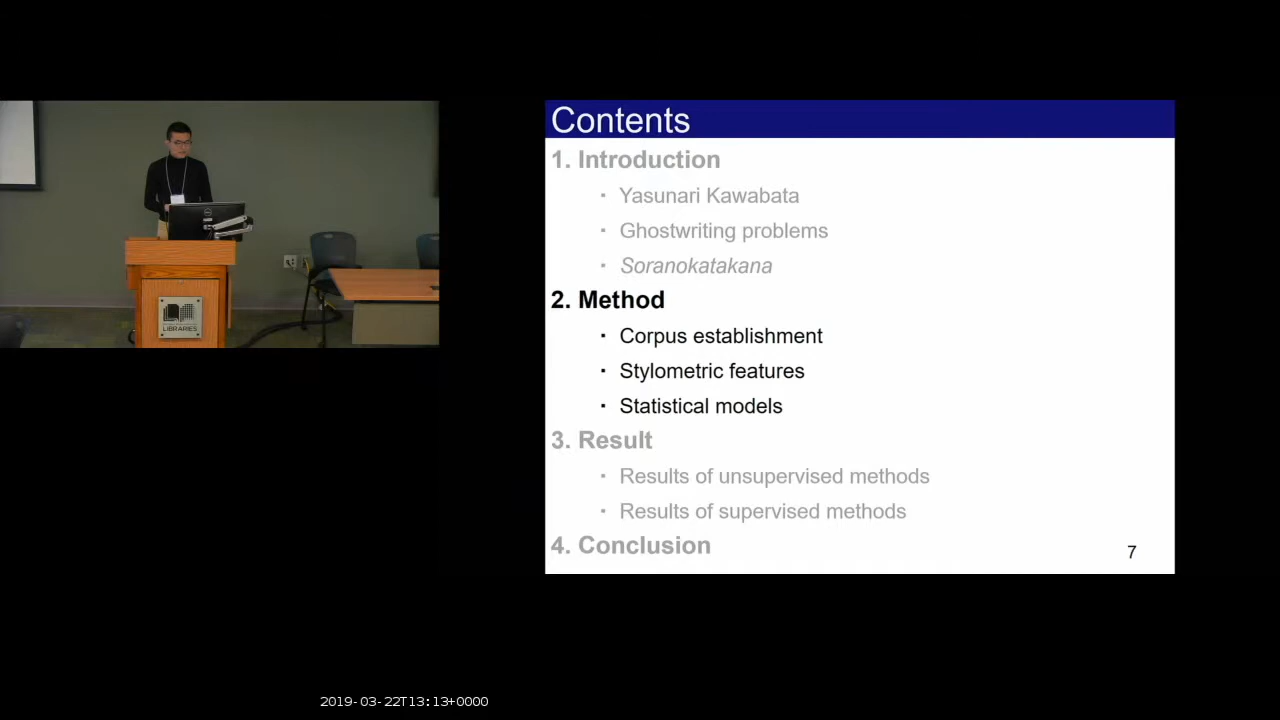 Contents
1. Introduction
· Yasunari Kawabata
· Ghostwriting problems
· Soranokatakana
2. Method
· Corpus establishment
· Stylometric features
· Statistical models
3. Result
· Results of unsupervised methods
· Results of supervised methods
4. Conclusion
7
LIBRARIES
2019-03-22T13:13+0000